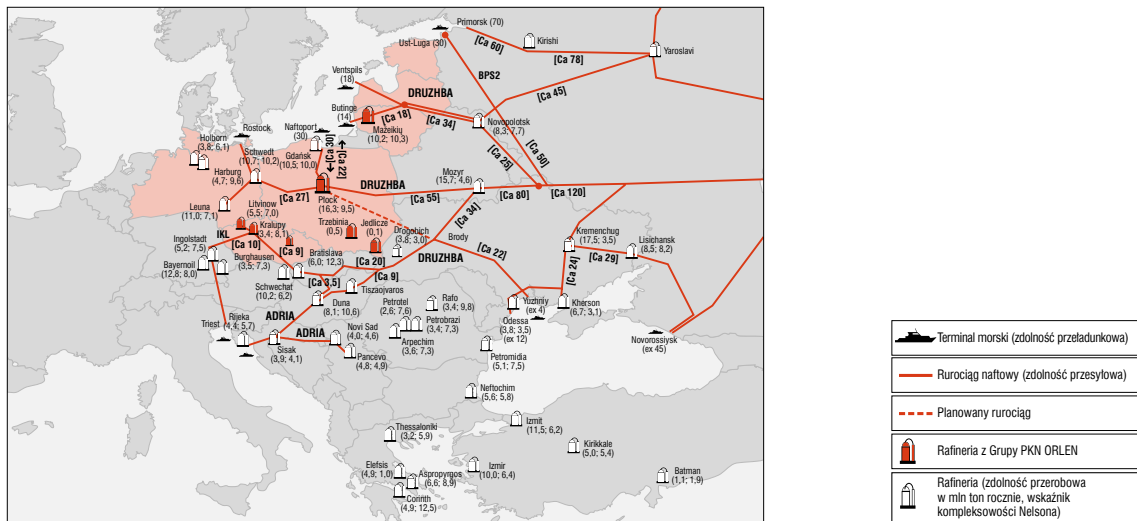 Primorsk (70)
Ust-Luga (30)
[Ca 60]
Kirishi
[Ca 78]
Yaroslavi
BPS2
[Ca 45]
Ventspils
(18)
DRUZHBA
Butinge
(14)
[Ca 18]
Mažeikių
(10,2; 10,3)
[Ca 34]
Novopolotsk
(8,3; 7,7)
[Ca 25]
[Ca 50]
Rostock
Holborn
(3,8; 6,1)
Schwedt
(10,7; 10,2)
Naftoport
(30)
[Ca 30]
[Ca 22]
Gdańsk
(10,5; 10,0)
Harburg
(4,7; 9,6)
[Ca 27]
Płock
(16,3; 9,5)
DRUZHBA
[Ca 55]
Mozyr
(15,7; 4,6)
[Ca 80]
[Ca 120]
Leuna
(11,0; 7,1)
Litvinow
(5,5; 7,0)
Kralupy
(3,4; 8,1)
Trzebinia
(0,5)
Jedlicze
(0,1)
[Ca 34]
Drogobich
(3,8; 3,0)
Brody
[Ca 22]
Kremenchug
(17,5; 3,5)
Lisichansk
(8,5; 8,2)
[Ca 29]
[Ca 24]
IKL
[Ca 10]
Ingolstadt
(5,2; 7,5)
[Ca 9]
Bratislava
(6,0; 12,3)
[Ca 20]
DRUZHBA
[Ca 9]
Bayernoil
(12,8; 8,0)
Burghausen
(3,5; 7,3)
Schwechat
(10,2; 6,2)
[Ca 3,5]
Tiszaojvaros
Duna
(8,1; 10,6)
Petrotel
(2,6; 7,6)
Rafo
(3,4; 9,8)
Yuzhniy
(ex 4)
Kherson
(6,7; 3,1)
Odessa
(3,8; 3,5)
(ex 12)
Novorossiysk
(ex 45)
ADRIA
Triest
Rijeka
(4,4; 5,7)
ADRIA
Sisak
(3,9; 4,1)
Novi Sad
(4,0; 4,6)
Petrobrazi
(3,4; 7,3)
Arpechim
(3,6; 7,3)
Pancevo
(4,8; 4,9)
Petromidia
(5,1; 7,5)
Neftochim
(5,6; 5,8)
Thessaloniki
(3,2; 5,9)
Izmit
(11,5; 6,2)
Kirikkale
(5,0; 5,4)
Elefsis
(4,9; 1,0)
Aspropyrgos
(6,6; 8,9)
Izmir
(10,0; 6,4)
Batman
(1,1; 1,9)
Corinth
(4,9; 12,5)
Terminal morski (zdolność przeładunkowa)
Rurociąg naftowy (zdolność przesyłowa)
Planowany rurociąg
Rafineria z Grupy PKN ORLEN
Rafineria (zdolność przerobowa
w mln ton rocznie, wskaźnik
kompleksowości Nelsona)